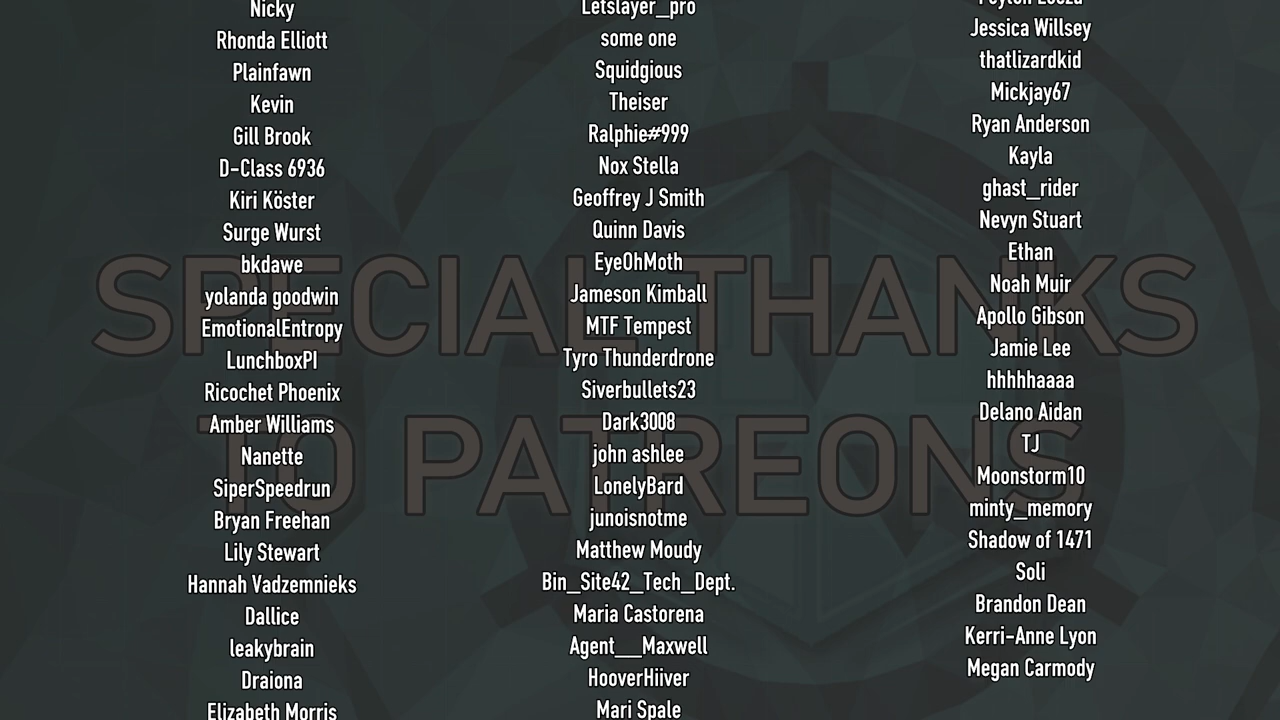 Nicky
Rhonda Elliott
Plainfawn
Kevin
Gill Brook
D-Class 6936
Kiri Köster
Surge Wurst
bkdawe
yolanda goodwin
EmotionalEntropy
LunchboxPI
Ricochet Phoenix
Amber Williams
Nanette
SiperSpeedrun
Bryan Freehan
Lily Stewart
Hannah Vadzemnieks
Dallice
leakybrain
Draiona
Elizabeth Morris
Letslayer_pro
some one
Squidgious
Theiser
Ralphie#999
Nox Stella
Geoffrey J Smith
Quinn Davis
EyeOhMoth
Jameson Kimball
MTF Tempest
Tyro Thunderdrone
Siverbullets23
Dark3008
john ashlee
LonelyBard
junoisnotme
Matthew Moudy
Bin_Site42_Tech_Dept.
Maria Castorena
Agent__Maxwell
HooverHiiver
Mari Spale
Jessica Willsey
thatlizardkid
Mickjay67
Ryan Anderson
Kayla
ghast_rider
Nevyn Stuart
Ethan
Noah Muir
Apollo Gibson
Jamie Lee
hhhhhaaaa
Delano Aidan
TJ
Moonstorm10
minty_memory
Shadow of 1471
Soli
Brandon Dean
Kerri-Anne Lyon
Megan Carmody
SPECIAL THANKS
TO PATREONS